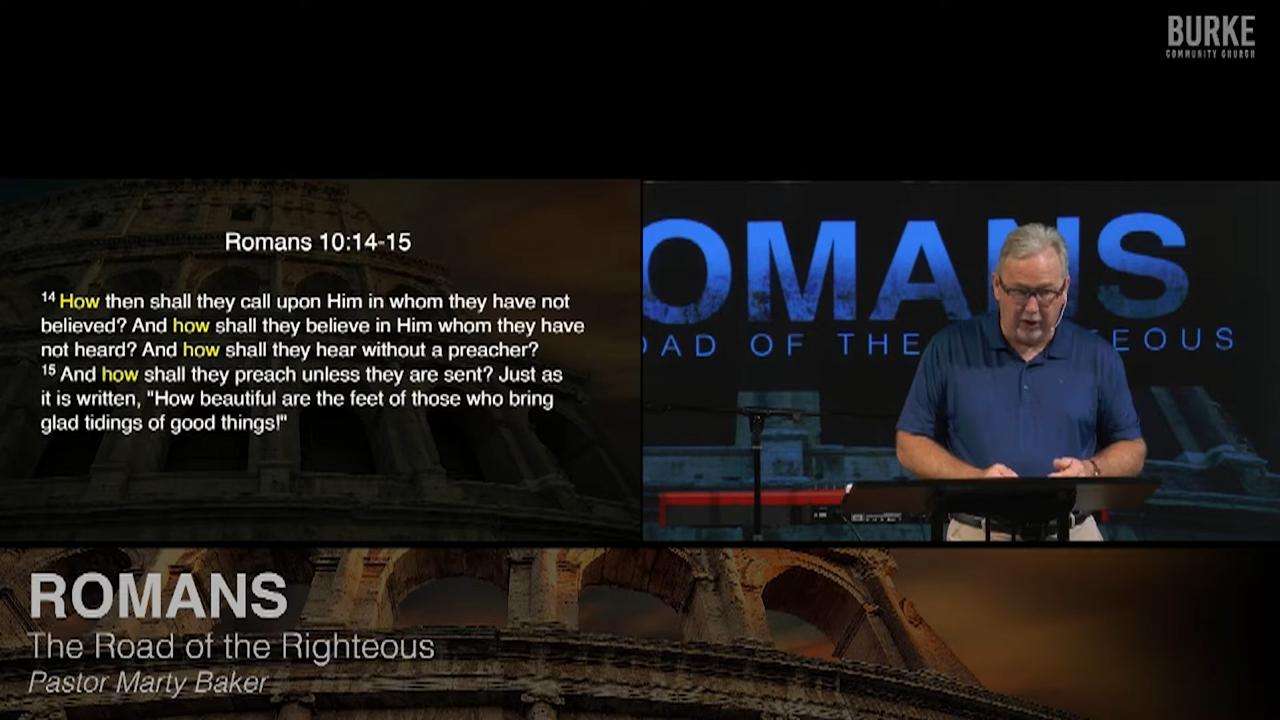 BURKE
COMMUNITY CHURCH
Romans 10:14-15
14 How then shall they call upon Him in whom they have not
believed? And how shall they believe in Him whom they have
not heard? And how shall they hear without a preacher?
15 And how shall they preach unless they are sent? Just as
it is written, "How beautiful are the feet of those who bring
glad tidings of good things!"
OMANS
OAD OF THE EOUS
ROMANS
The Road of the Righteous
Pastor Marty Baker